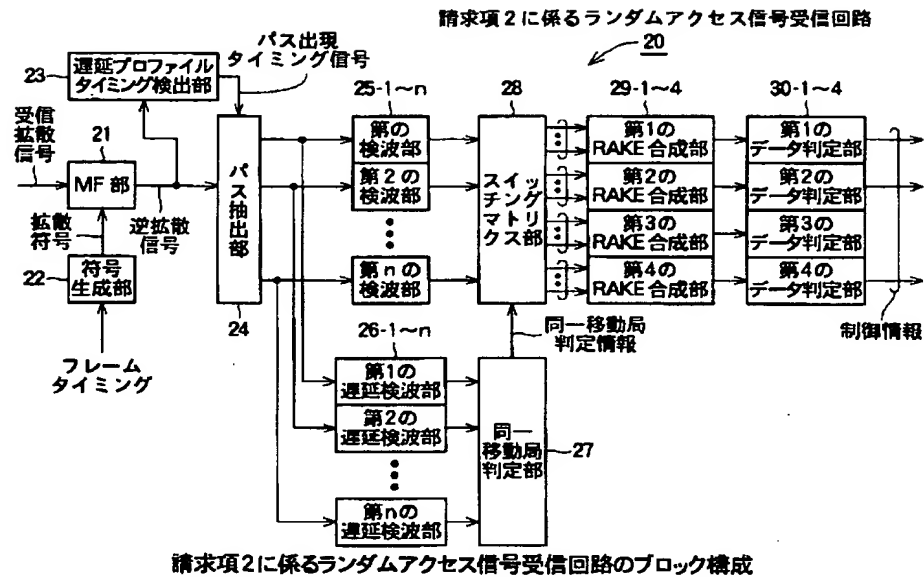 請求項2に係るランダムアクセス信号受信回路
20
パス出現
タイミング信号
23
遅延プロファイル
タイミング検出部
25-1～n
28
29-1～4
30-1～4
受信
拡散
信号
21
MF部
拡散
符号
逆拡散
信号
22
符号
生成部
フレーム
タイミング
パス抽出部
24
第の
検波部
第2の
検波部
第nの
検波部
スイッ
チング
マトリ
クス部
第1の
RAKE合成部
第2の
RAKE合成部
第3の
RAKE合成部
第4の
RAKE合成部
第1の
データ判定部
第2の
データ判定部
第3の
データ判定部
第4の
データ判定部
制御情報
同一移動局
判定情報
26-1～n
第1の
遅延検波部
第2の
遅延検波部
第nの
遅延検波部
同一
移動局
判定部
27
請求項2に係るランダムアクセス信号受信回路のブロック構成